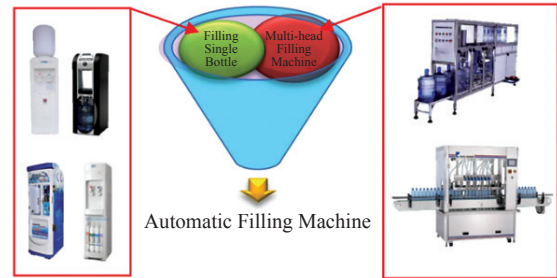 Filling
Single
Bottle
Multi-head
Filling
Machine
Automatic Filling Machine